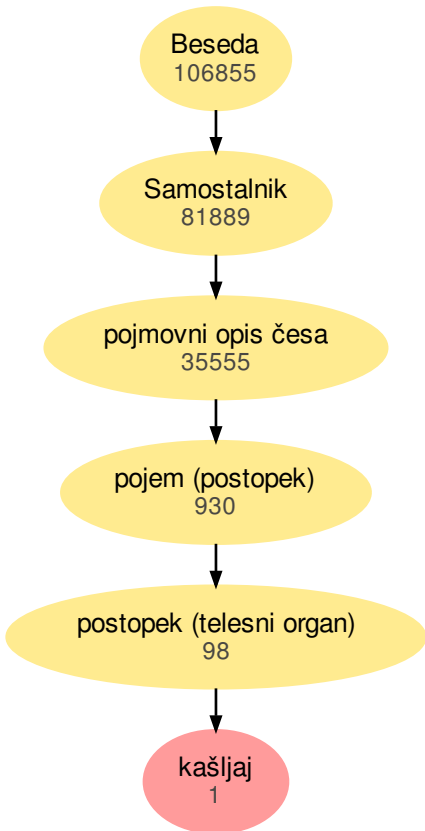 Beseda
106855
Samostalnik
81889
pojmovni opis česa
35555
pojem (postopek)
930
postopek (telesni organ)
98
kašljaj
1